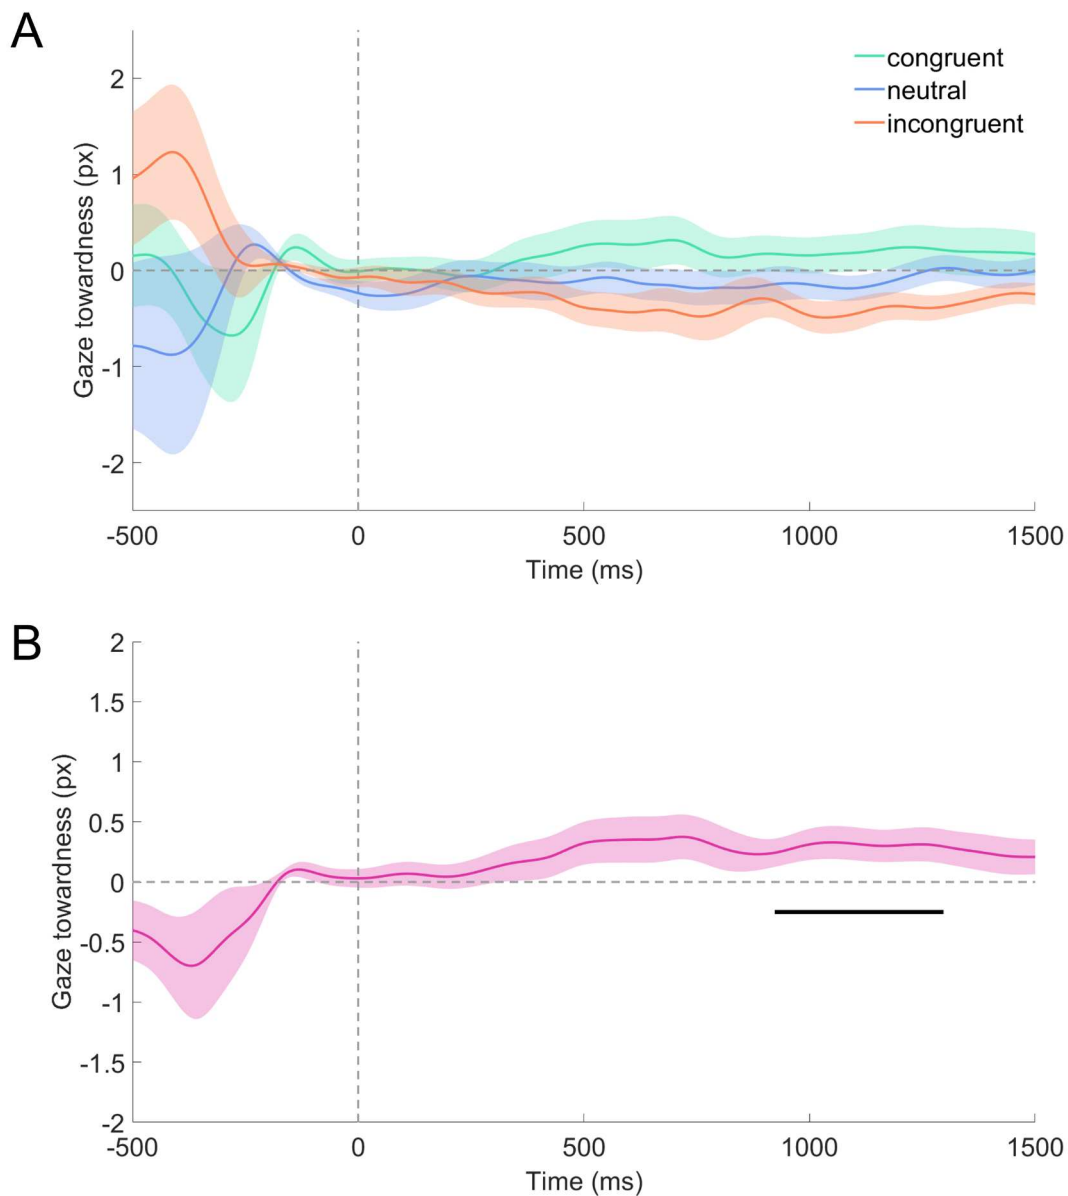 A
congruent
neutral
incongruent
Gaze towardness (px)
2
1
0
-1
-2
-500 0 500 1000 1500
Time (ms)
B
Gaze towardness (px)
2
1.5
1
0.5
0
-0.5
-1
-1.5
-2
-500 0 500 1000 1500
Time (ms)